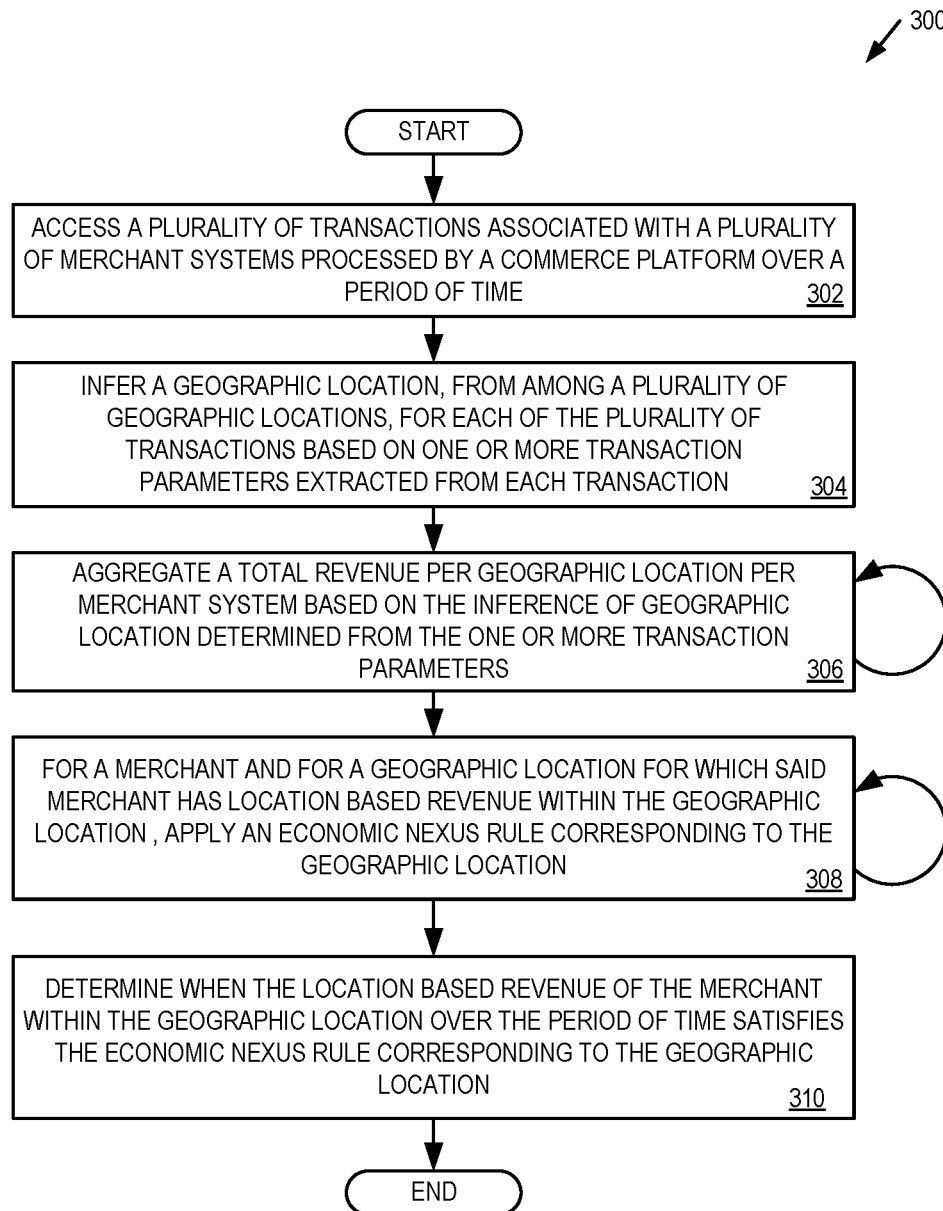 300
START
ACCESS A PLURALITY OF TRANSACTIONS ASSOCIATED WITH A PLURALITY
OF MERCHANT SYSTEMS PROCESSED BY A COMMERCE PLATFORM OVER A
PERIOD OF TIME
302
INFER A GEOGRAPHIC LOCATION, FROM AMONG A PLURALITY OF
GEOGRAPHIC LOCATIONS, FOR EACH OF THE PLURALITY OF
TRANSACTIONS BASED ON ONE OR MORE TRANSACTION
PARAMETERS EXTRACTED FROM EACH TRANSACTION
304
AGGREGATE A TOTAL REVENUE PER GEOGRAPHIC LOCATION PER
MERCHANT SYSTEM BASED ON THE INFERENCE OF GEOGRAPHIC
LOCATION DETERMINED FROM THE ONE OR MORE TRANSACTION
PARAMETERS
306
FOR A MERCHANT AND FOR A GEOGRAPHIC LOCATION FOR WHICH SAID
MERCHANT HAS LOCATION BASED REVENUE WITHIN THE GEOGRAPHIC
LOCATION , APPLY AN ECONOMIC NEXUS RULE CORRESPONDING TO THE
GEOGRAPHIC LOCATION
308
DETERMINE WHEN THE LOCATION BASED REVENUE OF THE MERCHANT
WITHIN THE GEOGRAPHIC LOCATION OVER THE PERIOD OF TIME SATISFIES
THE ECONOMIC NEXUS RULE CORRESPONDING TO THE GEOGRAPHIC
LOCATION
310
END